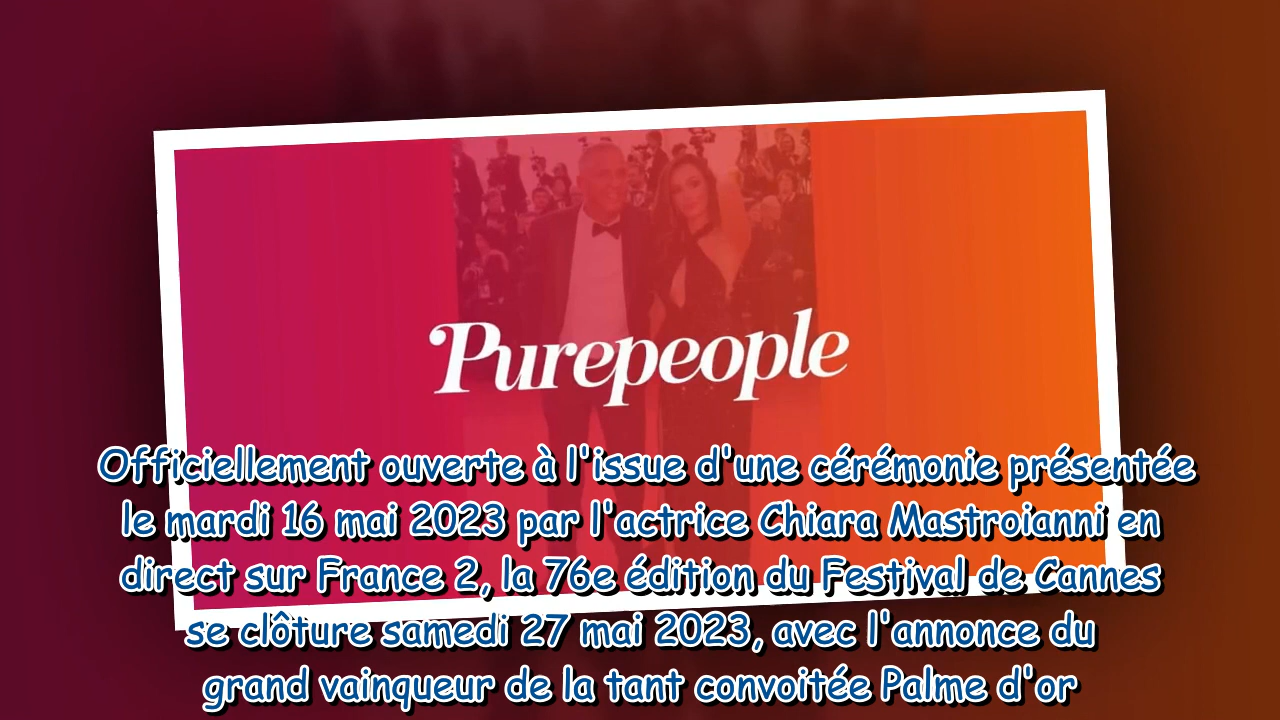 Purepeople
Officiellement ouverte à l'issue d'une cérémonie présentée
le mardi 16 mai 2023 par l'actrice Chiara Mastroianni en
direct sur France 2, la 76e édition du Festival de Cannes
se clôture samedi 27 mai 2023, avec l'annonce du
grand vainqueur de la tant convoitée Palme d'or